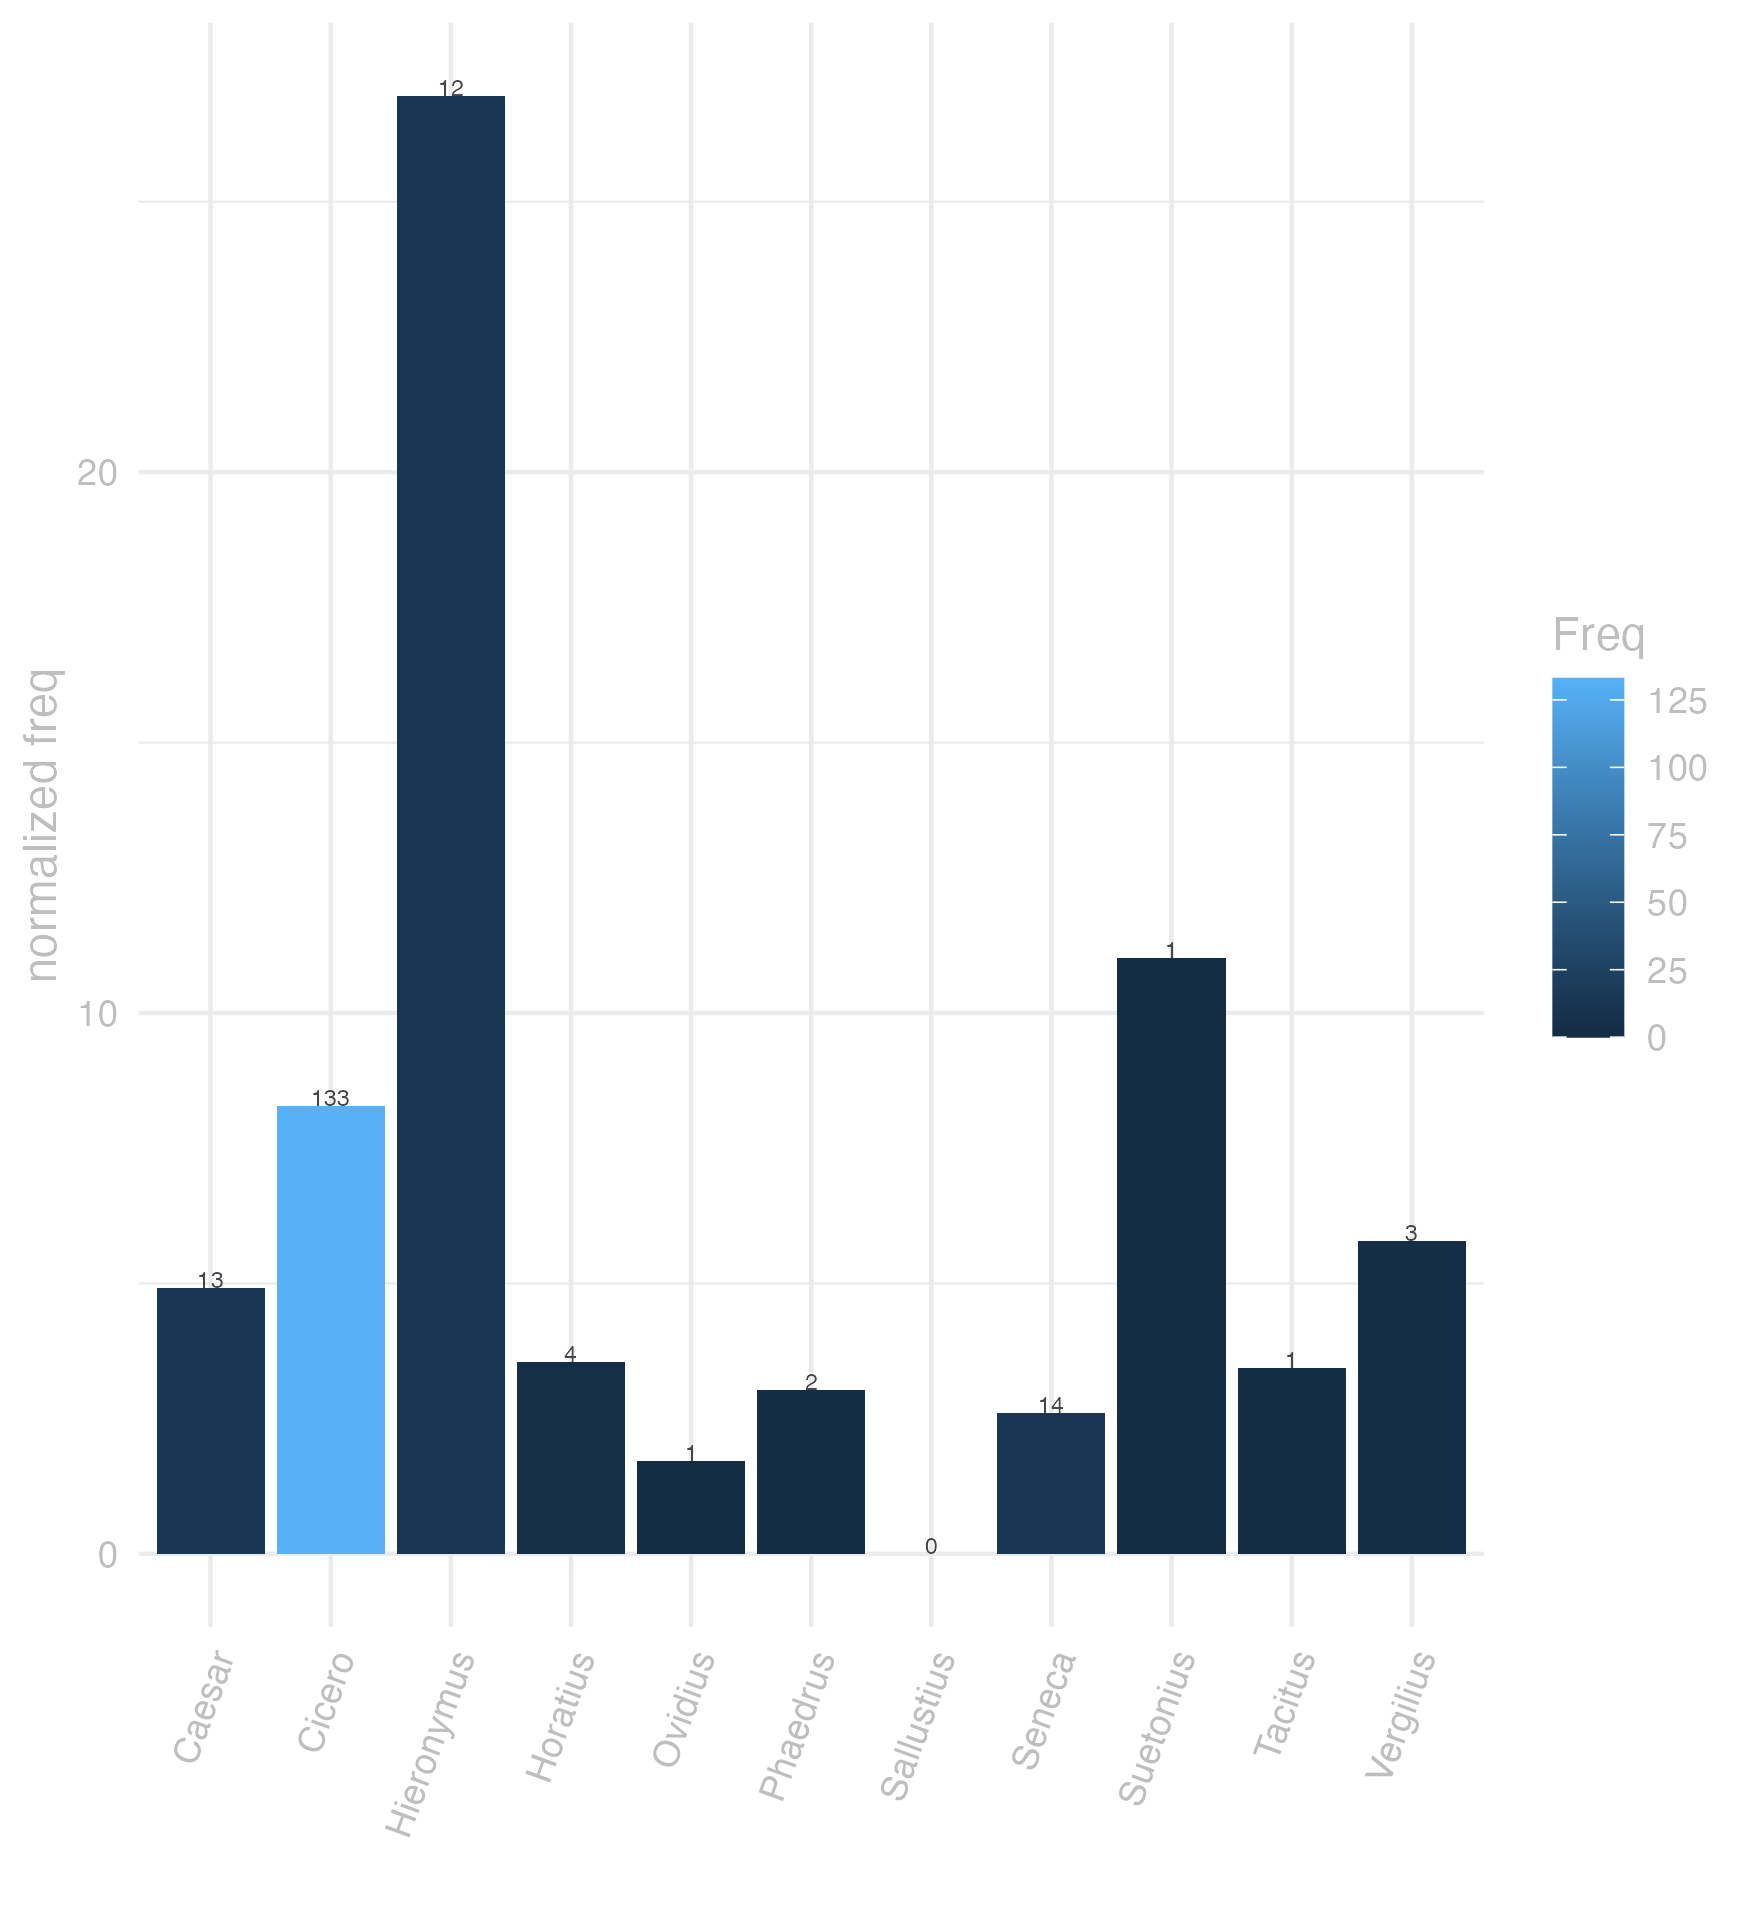 12
20
Freq
125
normalized freq
100
75
50
1
25
10
0
133
3
13
4
1
2
14
1
0
0
Caesar
Cicero
Hieronymus
Horatius
Ovidius
Phaedrus
Sallustius
Seneca
Suetonius
Tacitus
Vergilius